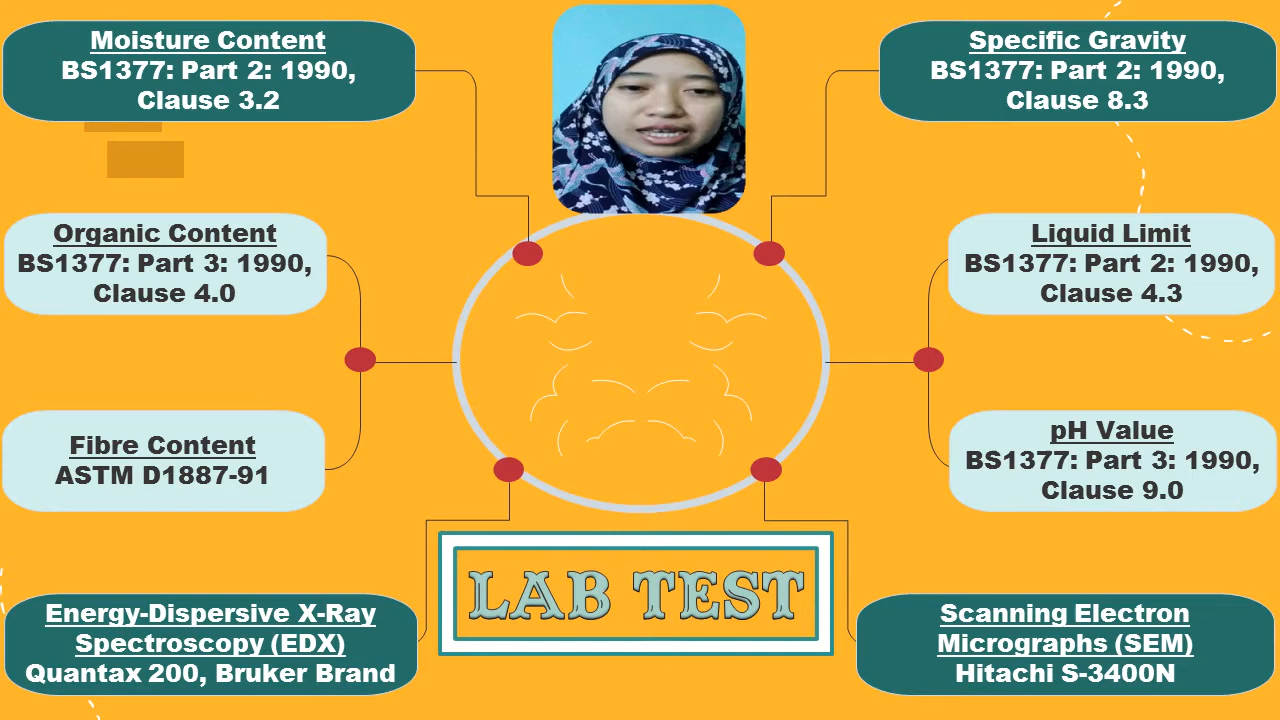 Moisture Content
BS1377: Part 2: 1990,
Clause 3.2
Specific Gravity
BS1377: Part 2: 1990,
Clause 8.3
Organic Content
BS1377: Part 3: 1990,
Clause 4.0
Liquid Limit
BS1377: Part 2: 1990,
Clause 4.3
Fibre Content
ASTM D1887-91
pH Value
BS1377: Part 3: 1990,
Clause 9.0
LAB TEST
Energy-Dispersive X-Ray
Spectroscopy (EDX)
Quantax 200, Bruker Brand
Scanning Electron
Micrographs (SEM)
Hitachi S-3400N